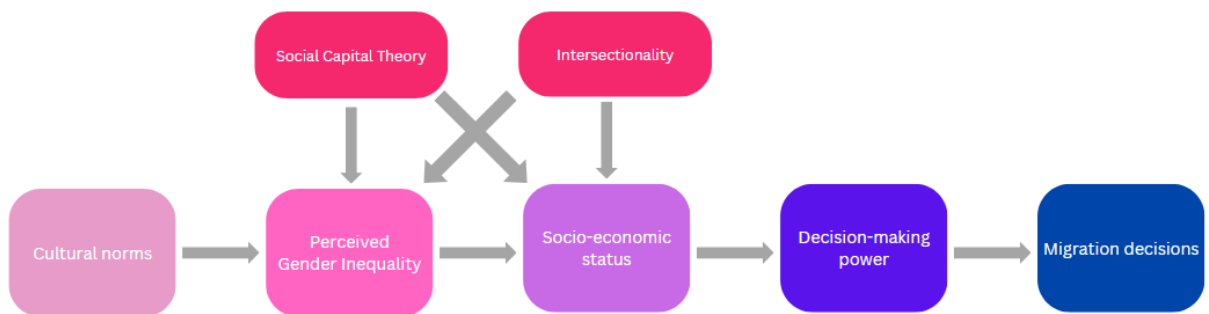 Social Capital Theory
Intersectionality
Cultural norms
Perceived
Gender Inequality
Socio-economic
status
Decision-making
power
Migration decisions